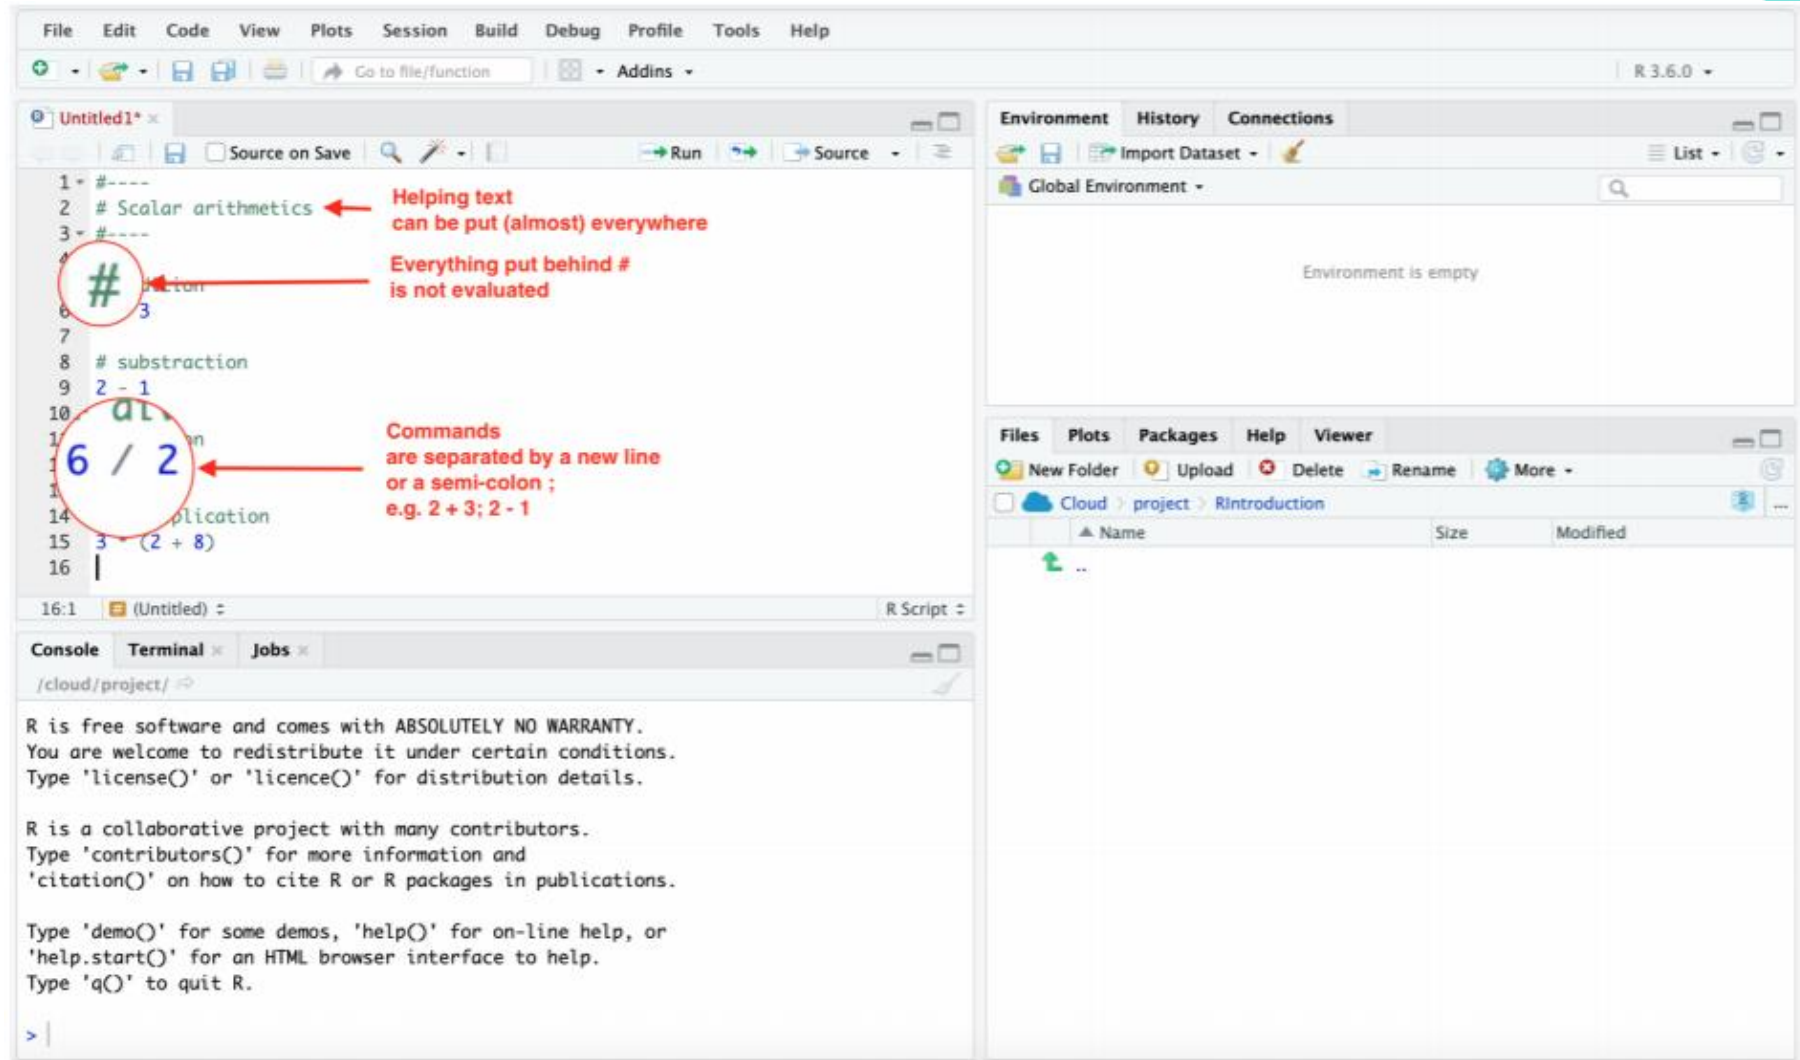 File Edit Code View Plots Session Build Debug Profile Tools Help
Go to file/function Addins R 3.6.0
Untitled1* ×
Source on Save Run Source
1 #----
2 # Scalar arithmetics
3 #----
#
6 3
7
8 # substraction
9 2 - 1
10
6 / 2
14 plication
15 3 * (2 + 8)
16
Helping text
can be put (almost) everywhere
Everything put behind #
is not evaluated
Commands
are separated by a new line
or a semi-colon ;
e.g. 2 + 3; 2 - 1
16:1 (Untitled) R Script
Console Terminal × Jobs ×
/cloud/project/
R is free software and comes with ABSOLUTELY NO WARRANTY.
You are welcome to redistribute it under certain conditions.
Type 'license()' or 'licence()' for distribution details.
R is a collaborative project with many contributors.
Type 'contributors()' for more information and
'citation()' on how to cite R or R packages in publications.
Type 'demo()' for some demos, 'help()' for on-line help, or
'help.start()' for an HTML browser interface to help.
Type 'q()' to quit R.
>
Environment History Connections
Import Dataset List
Global Environment
Environment is empty
Files Plots Packages Help Viewer
New Folder Upload Delete Rename More
Cloud project RIntroduction ...
Name Size Modified
..